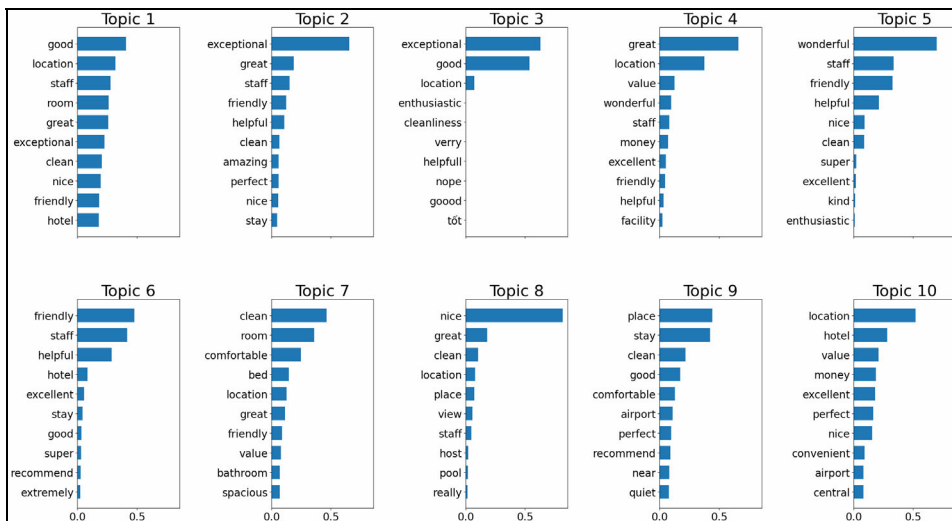 Topic 1
good
location
staff
room
great
exceptional
clean
nice
friendly
hotel
Topic 2
exceptional
great
staff
friendly
helpful
clean
amazing
perfect
nice
stay
Topic 3
exceptional
good
location
enthusiastic
cleanliness
verry
helpfull
nope
goood
tốt
Topic 4
great
location
value
wonderful
staff
money
excellent
friendly
helpful
facility
Topic 5
wonderful
staff
friendly
helpful
nice
clean
super
excellent
kind
enthusiastic
Topic 6
friendly
staff
helpful
hotel
excellent
stay
good
super
recommend
extremely
0.0 0.5
Topic 7
clean
room
comfortable
bed
location
great
friendly
value
bathroom
spacious
0.0 0.5
Topic 8
nice
great
clean
location
place
view
staff
host
pool
really
0.0 0.5
Topic 9
place
stay
clean
good
comfortable
airport
perfect
recommend
near
quiet
0.0 0.5
Topic 10
location
hotel
value
money
excellent
perfect
nice
convenient
airport
central
0.0 0.5